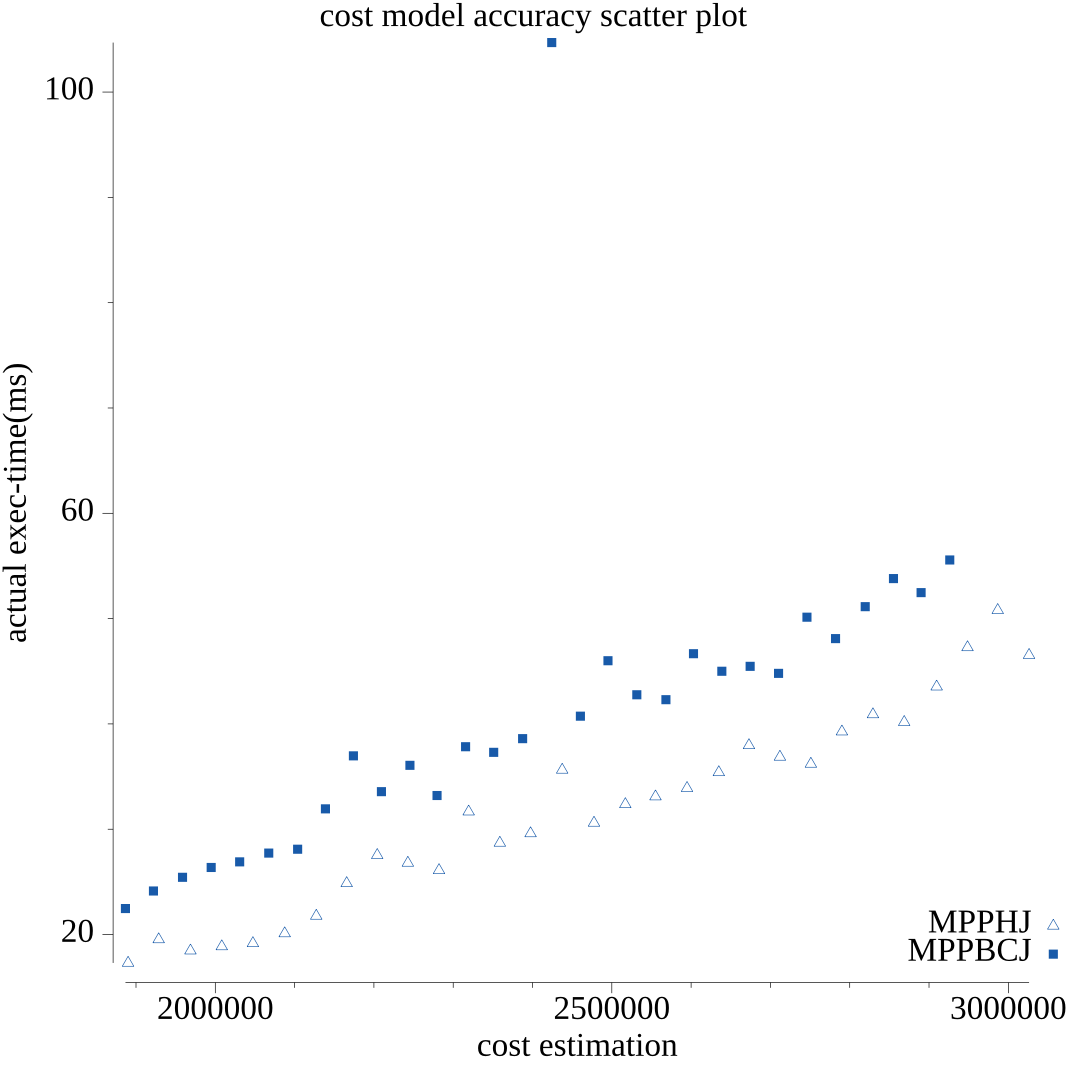 cost model accuracy scatter plot
100
60
20
actual exec-time(ms)
MPPHJ
MPPBCJ
2000000
2500000
3000000
cost estimation